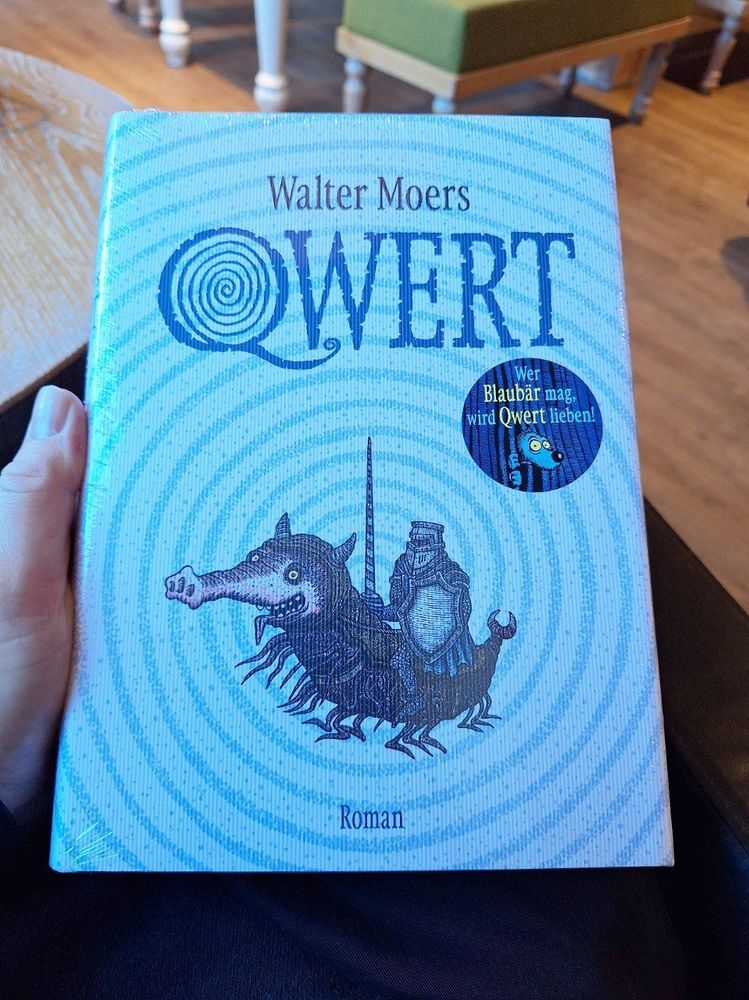 Walter Moers
QWERT
Wer
Blaubär mag,
wird Qwert lieben!
Roman